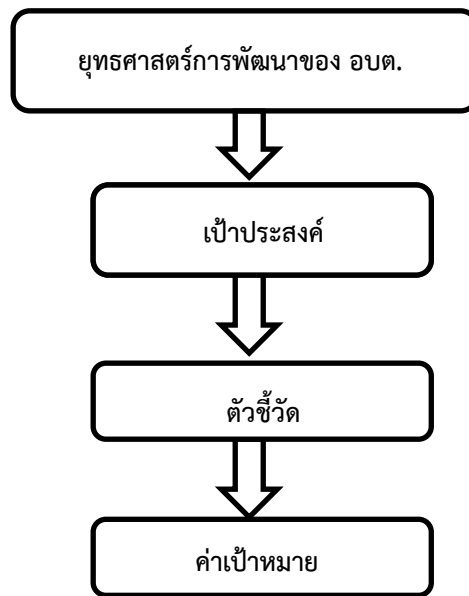 ยุทธศาสตร์การพัฒนาของ อบต.
เป้าประสงค์
ตัวชี้วัด
ค่าเป้าหมาย